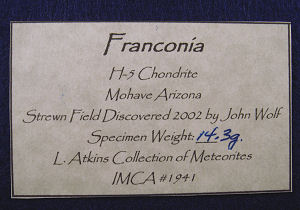 Franconia
H-5 Chondrite
Mohave Arizona
Strewn Field Discovered 2002 by John Wolf
Specimen Weight: 14.3g.
L. Atkins Collection of Meteorites
IMCA #1941